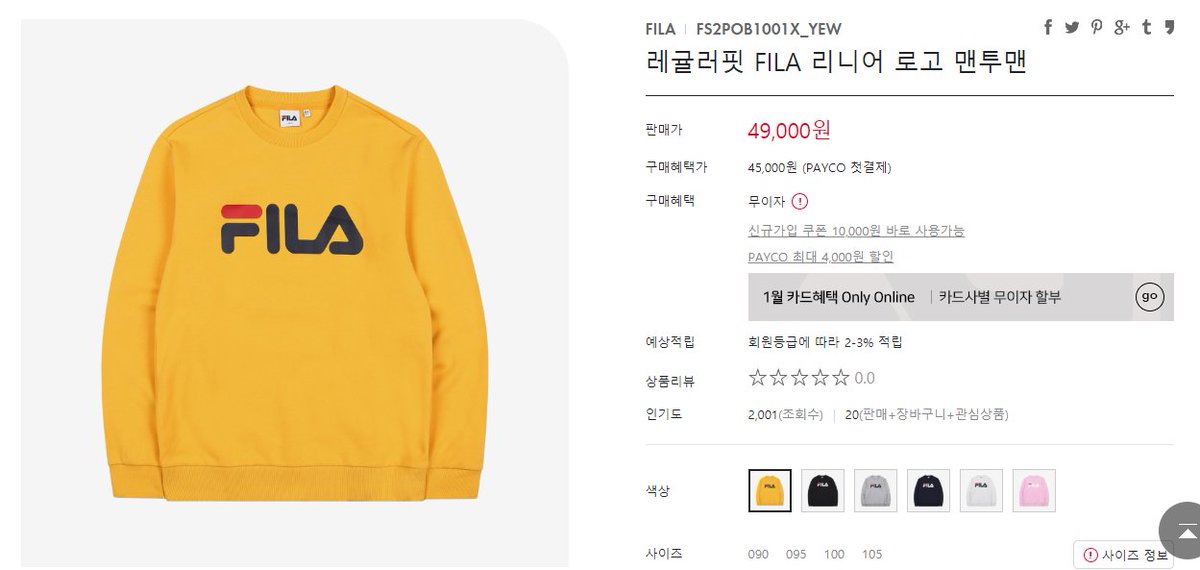 FILA
FILA
FILA | FS2POB1001X_YEW
레귤러핏 FILA 리니어 로고 맨투맨
판매가 49,000원
구매혜택가 45,000원 (PAYCO 첫결제)
구매혜택 무이자
신규가입 쿠폰 10,000원 바로 사용가능
PAYCO 최대 4,000원 할인
1월 카드혜택 Only Online | 카드사별 무이자 할부 go
예상적립 회원등급에 따라 2-3% 적립
상품리뷰 ☆☆☆☆☆ 0.0
인기도 2,001(조회수) | 20(판매+장바구니+관심상품)
색상
사이즈 090 095 100 105 사이즈 정보